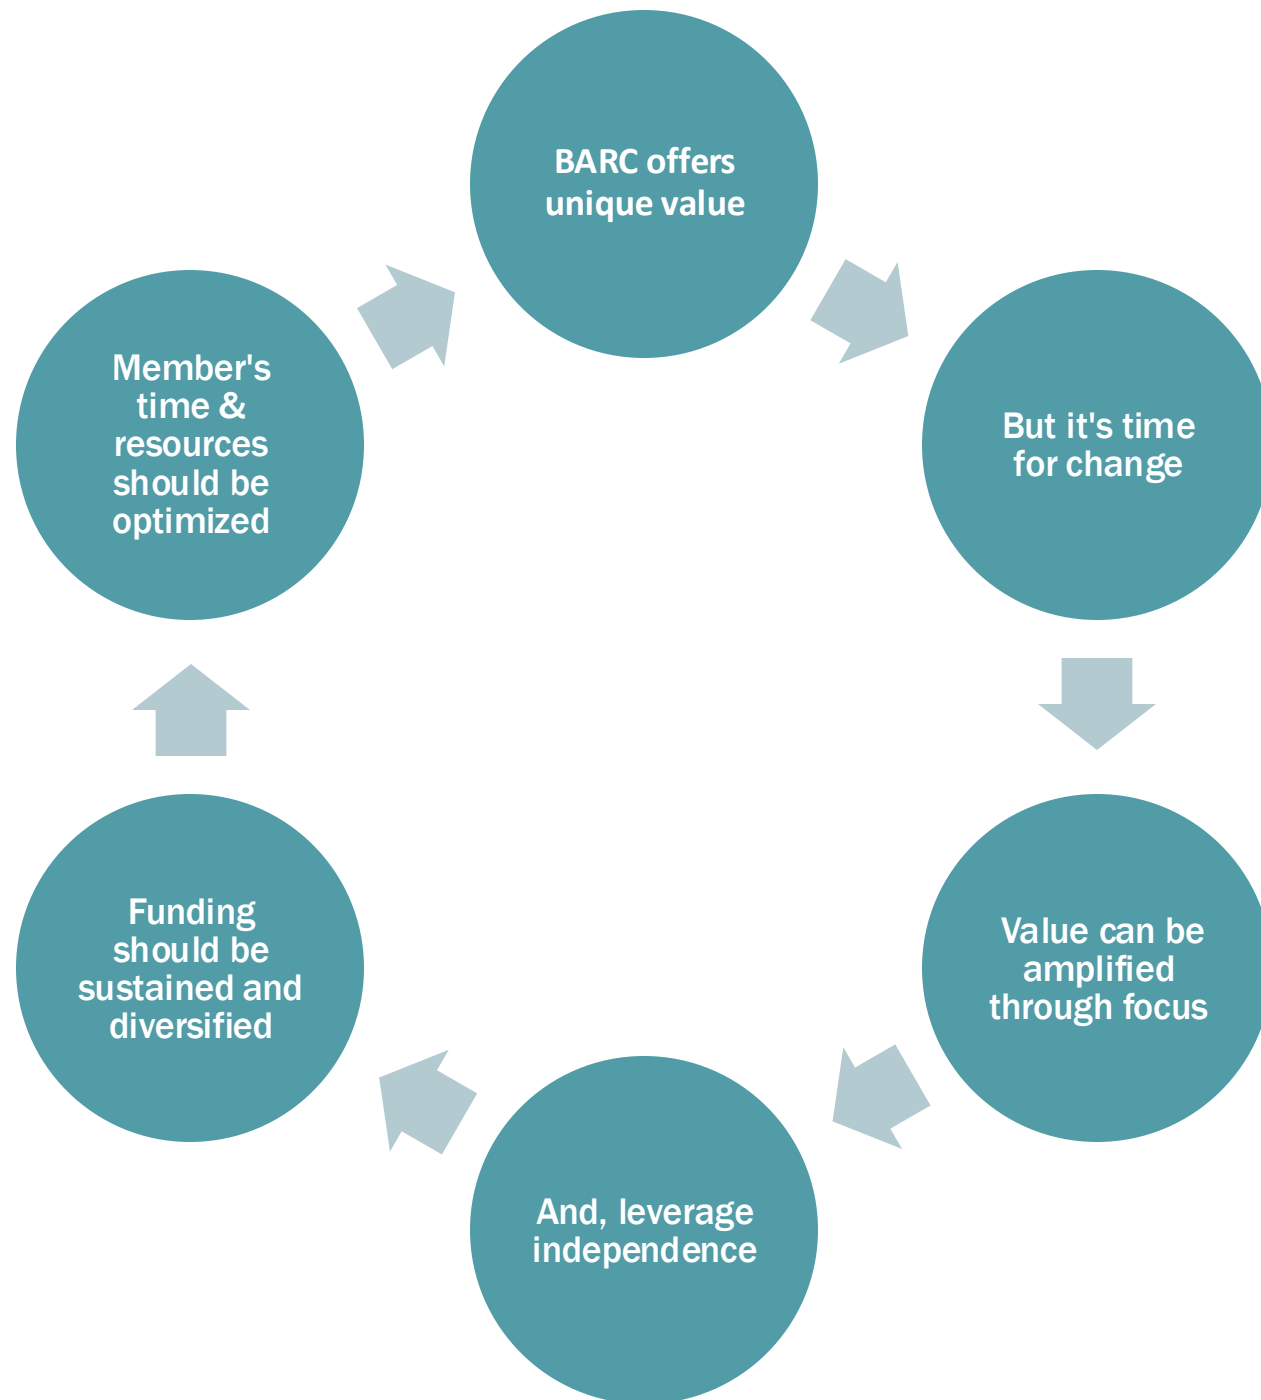 BARC offers
unique value
But it's time
for change
Value can be
amplified
through focus
And, leverage
independence
Funding
should be
sustained and
diversified
Member's
time &
resources
should be
optimized